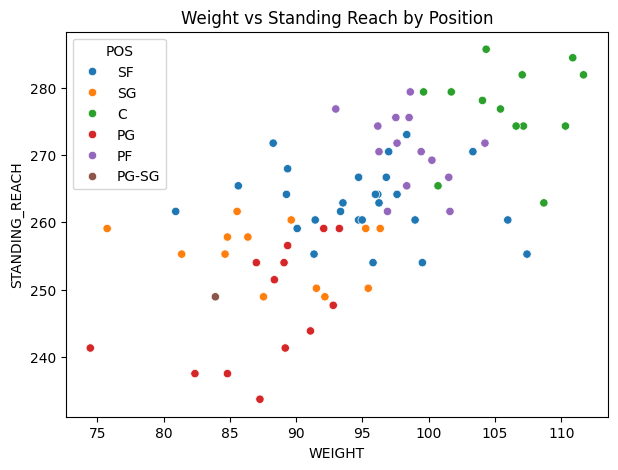 Weight vs Standing Reach by Position
POS
SF
SG
C
PG
PF
PG-SG
STANDING_REACH
280
270
260
250
240
75
80
85
90
95
100
105
110
WEIGHT